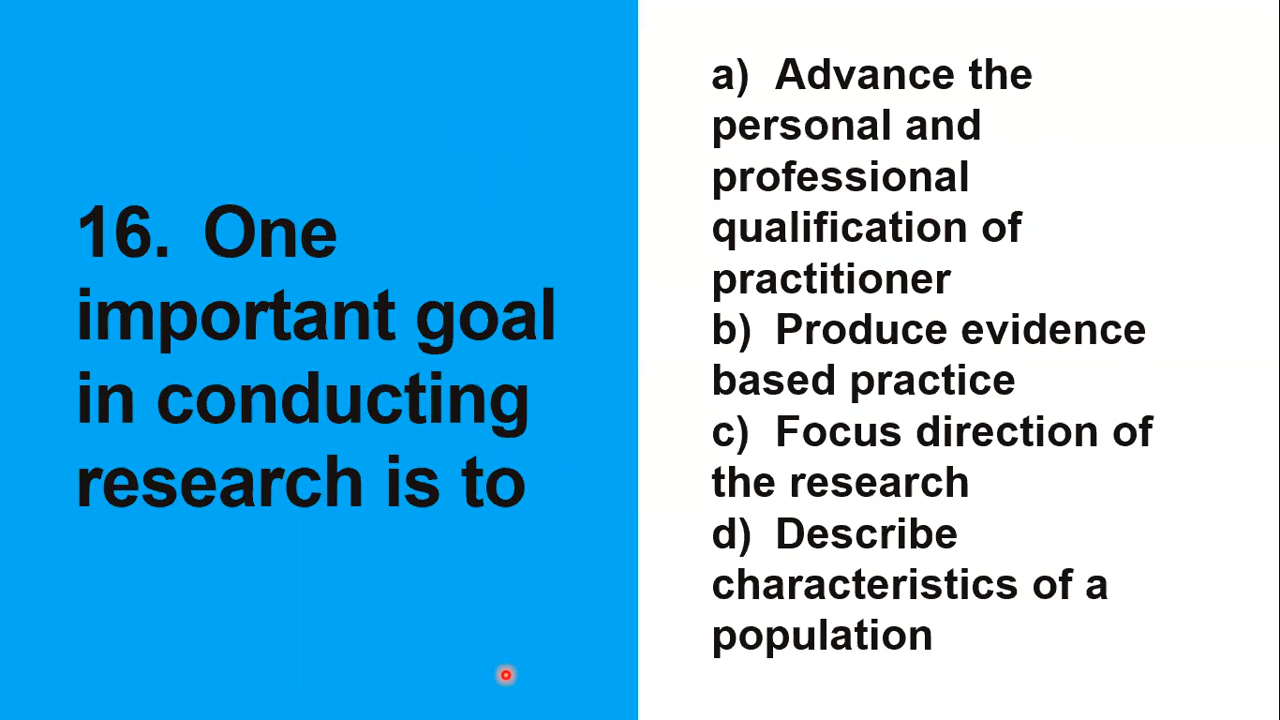 16. One
important goal
in conducting
research is to
a) Advance the
personal and
professional
qualification of
practitioner
b) Produce evidence
based practice
c) Focus direction of
the research
d) Describe
characteristics of a
population